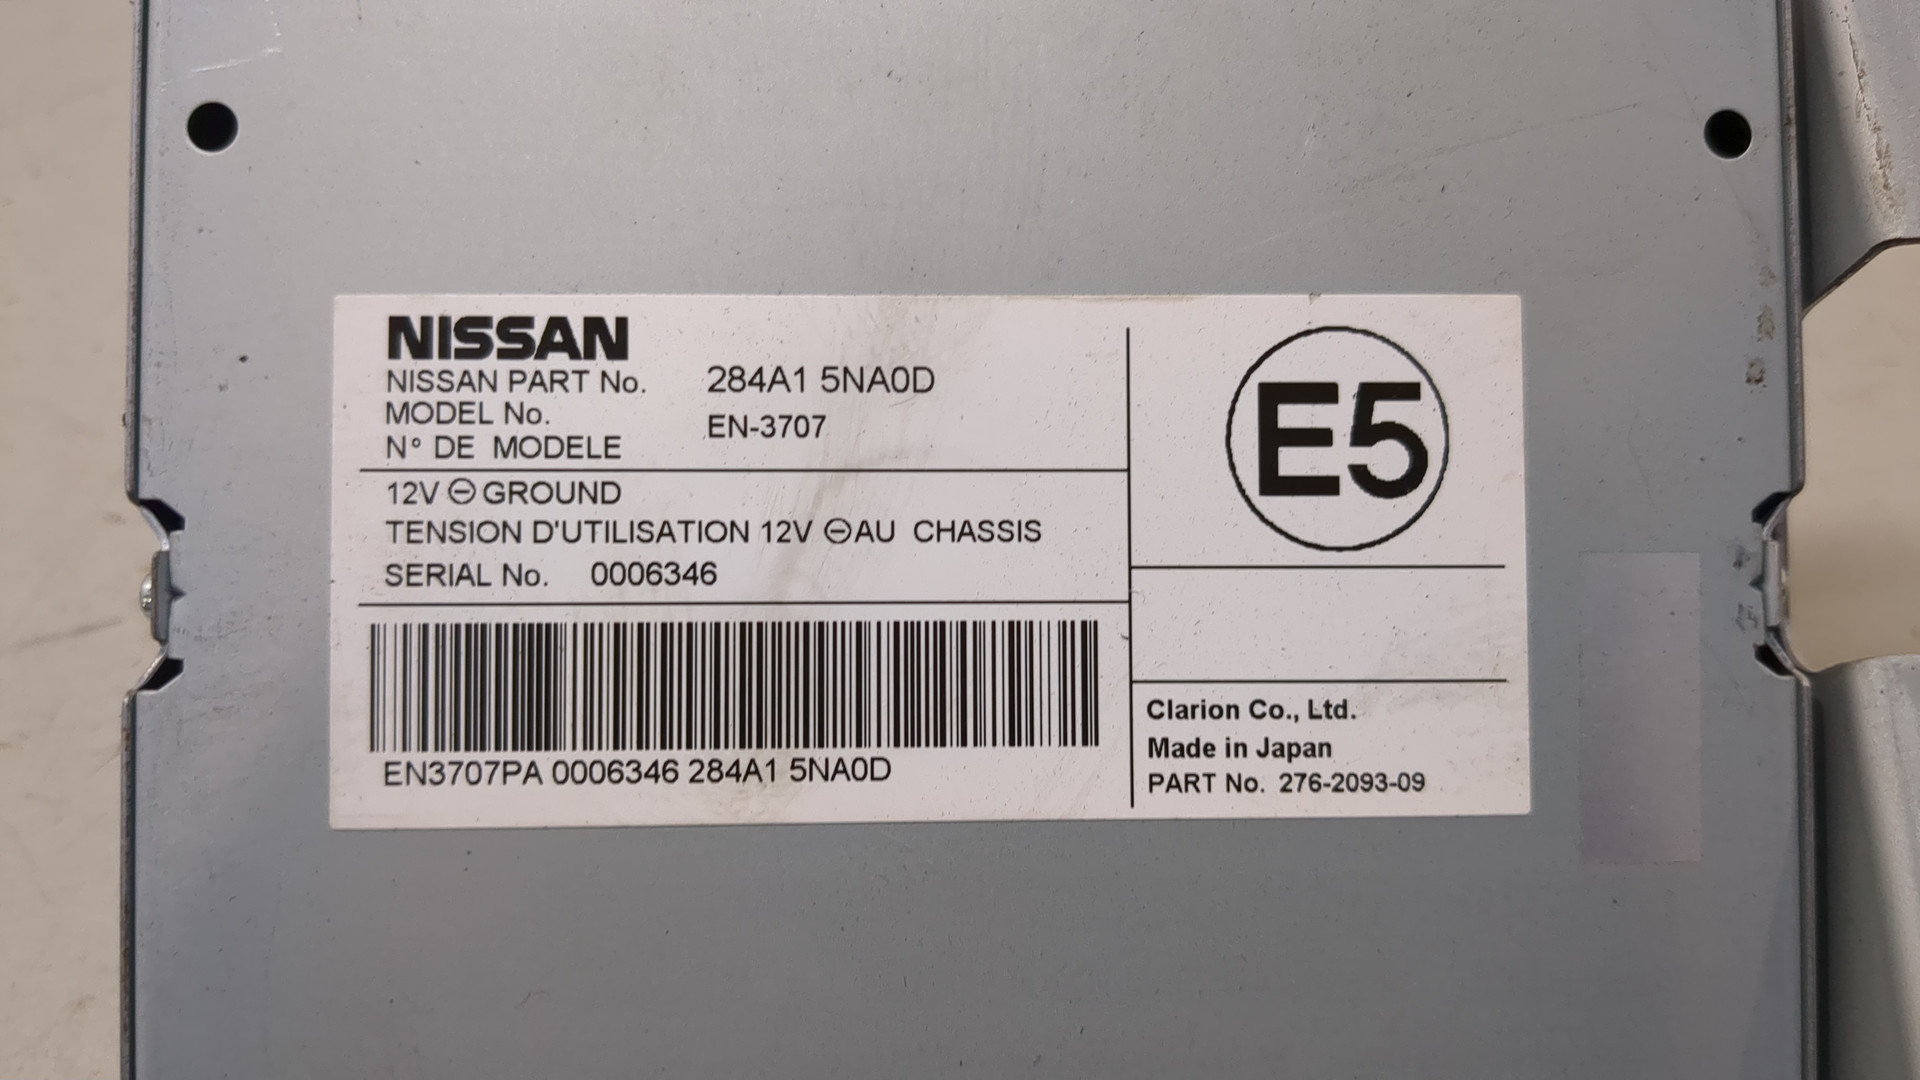 NISSAN
NISSAN PART No. 284A1 5NA0D
MODEL No.
N° DE MODELE EN-3707
12V ⊖ GROUND
TENSION D'UTILISATION 12V ⊖ AU CHASSIS
SERIAL No. 0006346
EN3707PA 0006346 284A1 5NA0D
E5
Clarion Co., Ltd.
Made in Japan
PART No. 276-2093-09